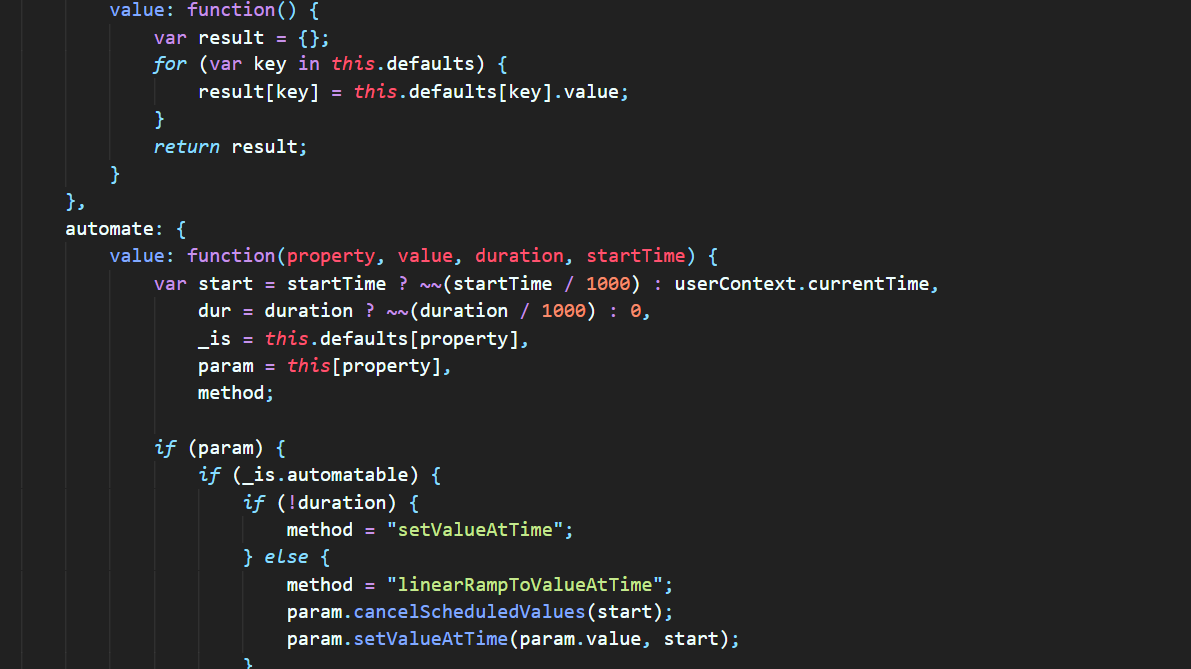 value: function() {
var result = {};
for (var key in this.defaults) {
result[key] = this.defaults[key].value;
}
return result;
}
},
automate: {
value: function(property, value, duration, startTime) {
var start = startTime ? ~~(startTime / 1000) : userContext.currentTime,
dur = duration ? ~~(duration / 1000) : 0,
_is = this.defaults[property],
param = this[property],
method;
if (param) {
if (_is.automatable) {
if (!duration) {
method = "setValueAtTime";
} else {
method = "linearRampToValueAtTime";
param.cancelScheduledValues(start);
param.setValueAtTime(param.value, start);
}